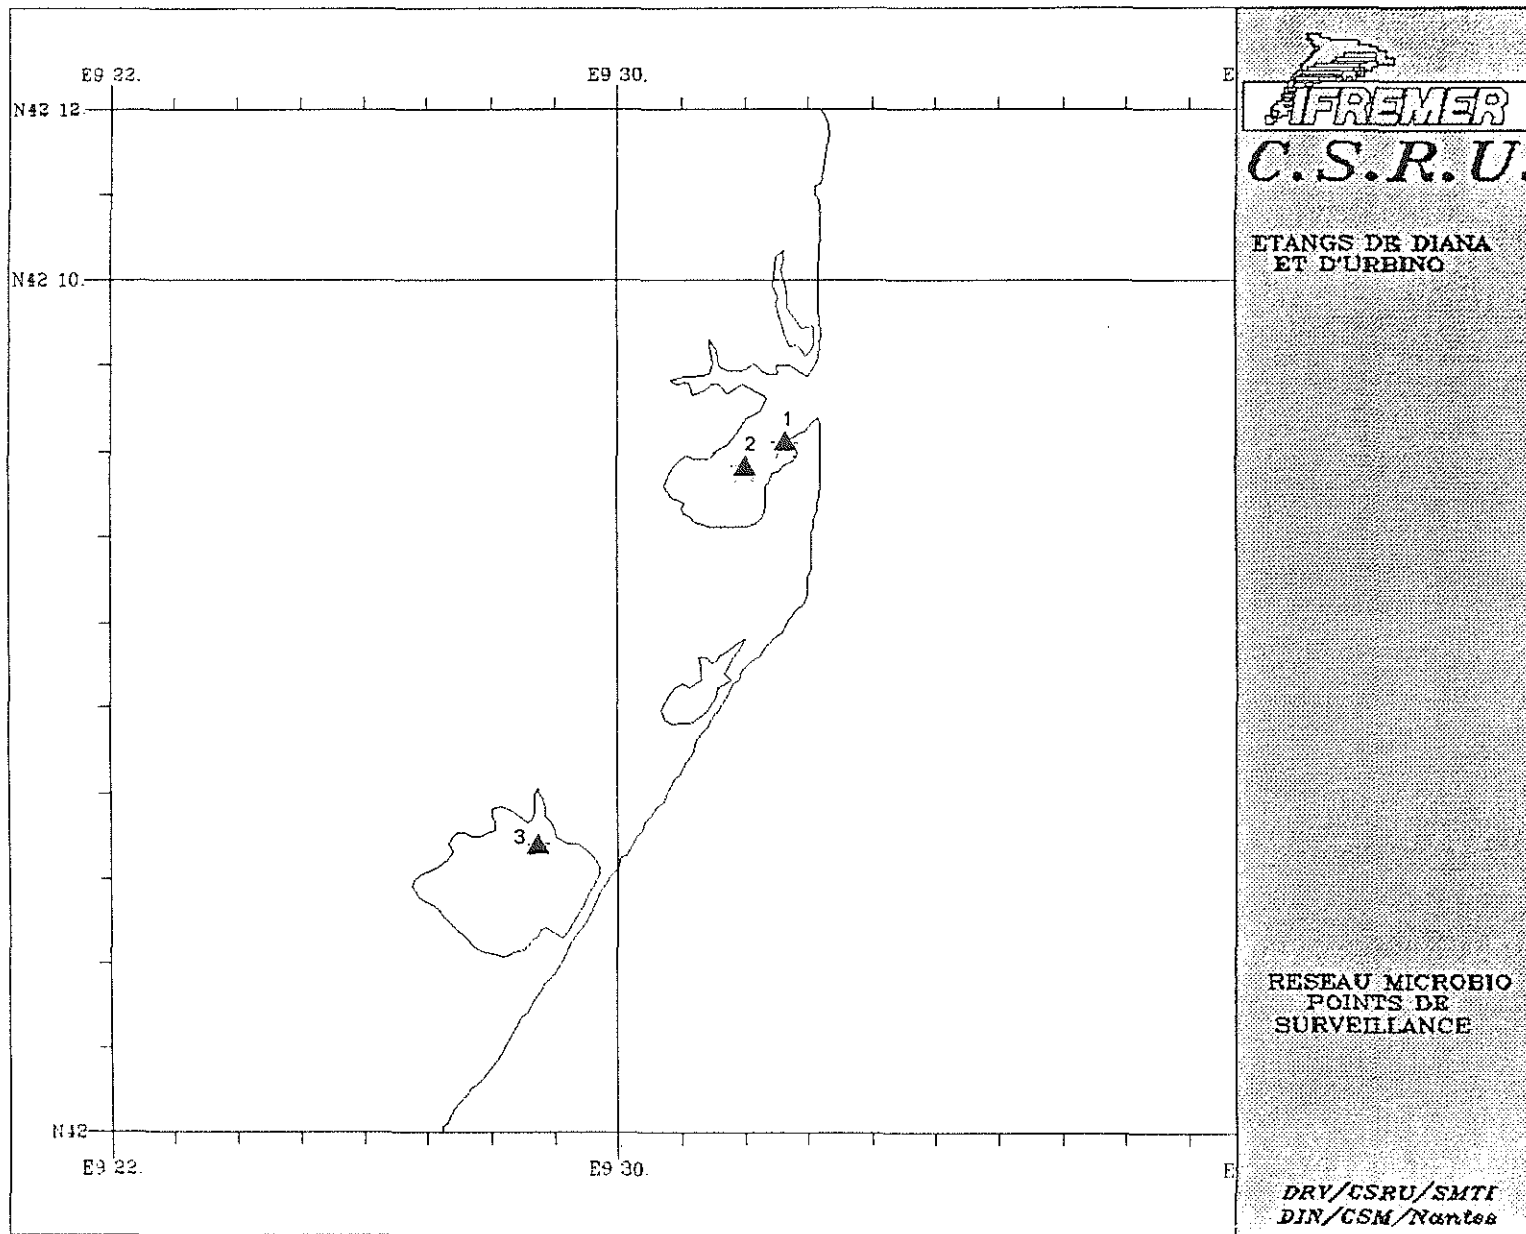 E9 22.
E9 30.
E
N42 12.
N42 10.
1
2
3
N42
E9 22.
E9 30.
E
IFREMER
C.S.R.U.
ETANGS DE DIANA
ET D'URBINO
RESEAU MICROBIO
POINTS DE
SURVEILLANCE
DRV/CSRU/SMTI
DIN/CSM/Nantes